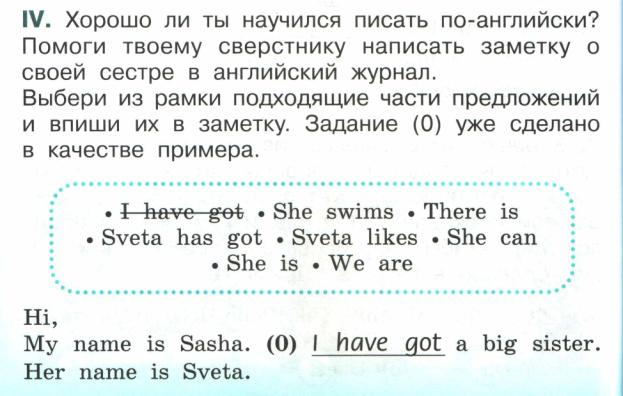 IV. Хорошо ли ты научился писать по-английски?
Помоги твоему сверстнику написать заметку о
своей сестре в английский журнал.
Выбери из рамки подходящие части предложений
и впиши их в заметку. Задание (0) уже сделано
в качестве примера.
• I have got • She swims • There is
• Sveta has got • Sveta likes • She can
• She is • We are
Hi,
My name is Sasha. (0) I have got a big sister.
Her name is Sveta.